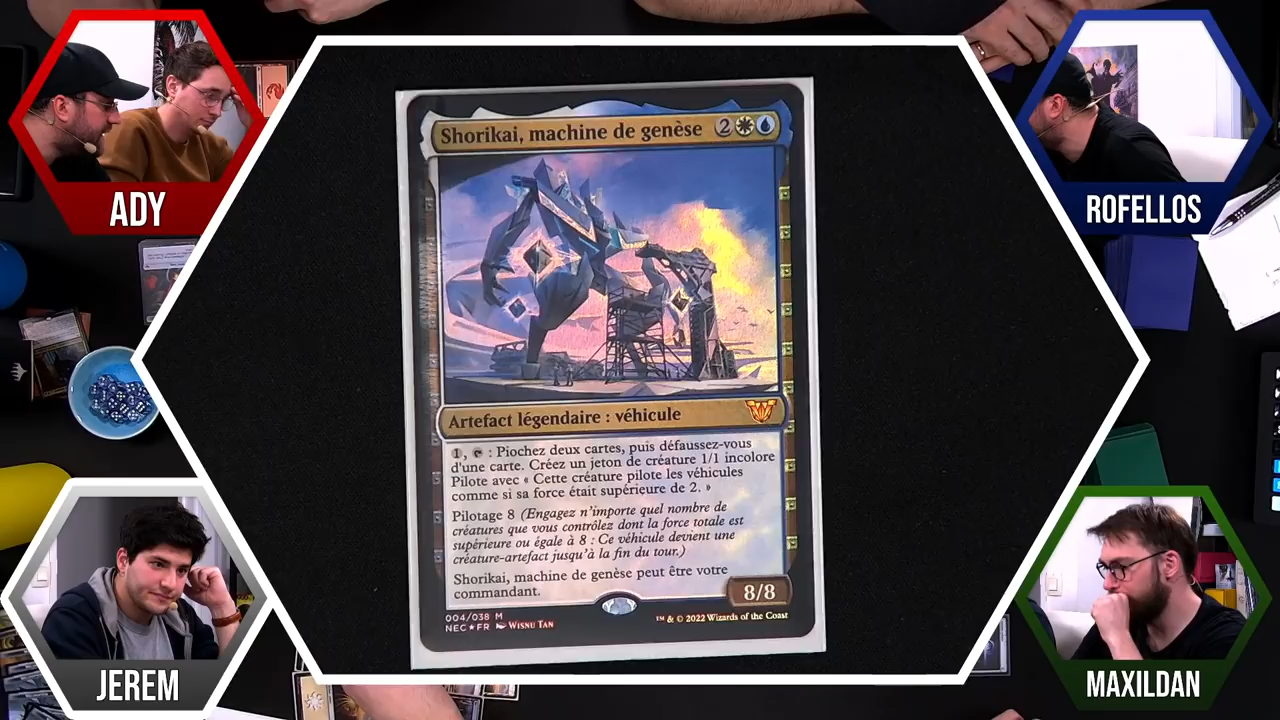 ADY
ROFELLOS
Shorikai, machine de genèse 2
Artefact légendaire : véhicule
1, : Piochez deux cartes, puis défaussez-vous
d'une carte. Créez un jeton de créature 1/1 incolore
Pilote avec « Cette créature pilote les véhicules
comme si sa force était supérieure de 2. »
Pilotage 8 (Engagez n'importe quel nombre de
créatures que vous contrôlez dont la force totale est
supérieure ou égale à 8 : Ce véhicule devient une
créature-artefact jusqu'à la fin du tour.)
Shorikai, machine de genèse peut être votre
commandant.
8/8
004/038 M
NEC★FR Wisnu Tan
™ & © 2022 Wizards of the Coast
JEREM
MAXILDAN